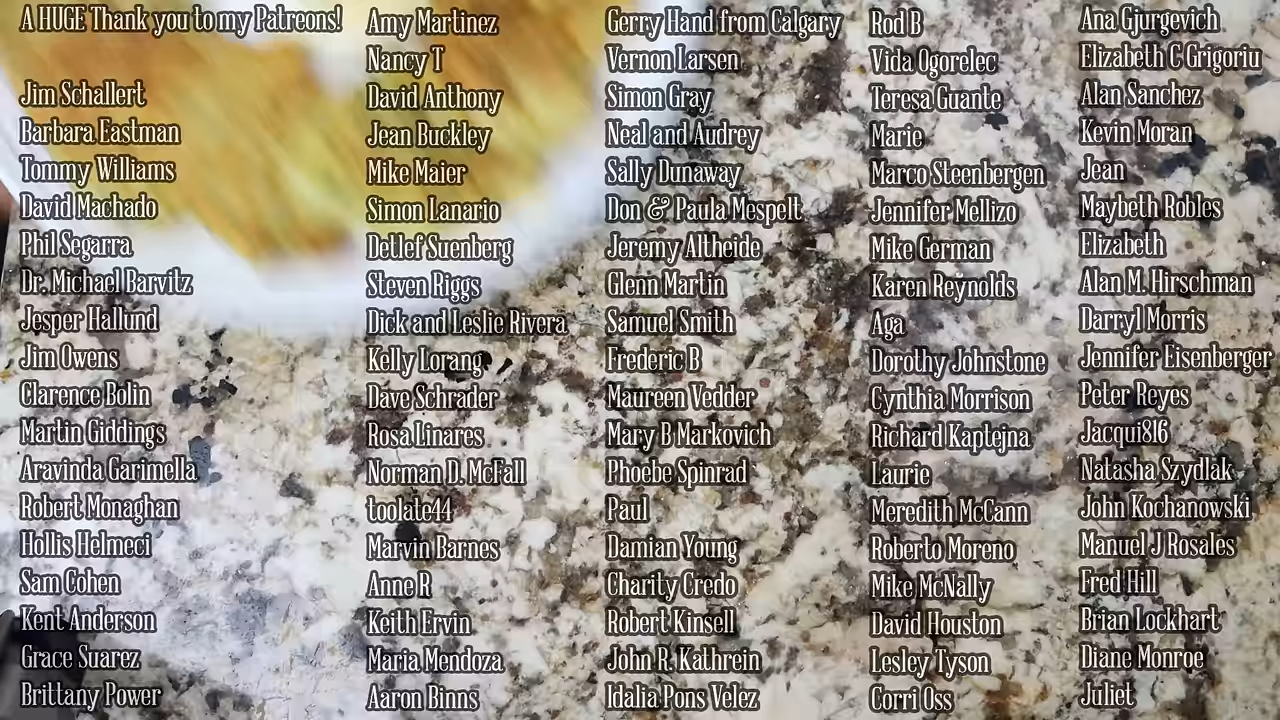 A HUGE Thank you to my Patreons!
Jim Schallert
Barbara Eastman
Tommy Williams
David Machado
Phil Segarra
Dr. Michael Barvitz
Jesper Hallund
Jim Owens
Clarence Bolin
Martin Giddings
Aravinda Garimella
Robert Monaghan
Hollis Helmeci
Sam Cohen
Kent Anderson
Grace Suarez
Brittany Power
Amy Martinez
Nancy T
David Anthony
Jean Buckley
Mike Maier
Simon Lanario
Detlef Suenberg
Steven Riggs
Dick and Leslie Rivera
Kelly Lorang
Dave Schrader
Rosa Linares
Norman D. McFall
toolate44
Marvin Barnes
Anne R
Keith Ervin
Maria Mendoza
Aaron Binns
Gerry Hand from Calgary
Vernon Larsen
Simon Gray
Neal and Audrey
Sally Dunaway
Don & Paula Mespelt
Jeremy Altheide
Glenn Martin
Samuel Smith
Frederic B
Maureen Vedder
Mary B Markovich
Phoebe Spinrad
Paul
Damian Young
Charity Credo
Robert Kinsell
John R. Kathrein
Idalia Pons Velez
Rod B
Vida Ogorelec
Teresa Guante
Marie
Marco Steenbergen
Jennifer Mellizo
Mike German
Karen Reynolds
Aga
Dorothy Johnstone
Cynthia Morrison
Richard Kaptejna
Laurie
Meredith McCann
Roberto Moreno
Mike McNally
David Houston
Lesley Tyson
Corri Oss
Ana Gjurgevich
Elizabeth C Grigoriu
Alan Sanchez
Kevin Moran
Jean
Maybeth Robles
Elizabeth
Alan M. Hirschman
Darryl Morris
Jennifer Eisenberger
Peter Reyes
Jacqui816
Natasha Szydlak
John Kochanowski
Manuel J Rosales
Fred Hill
Brian Lockhart
Diane Monroe
Juliet